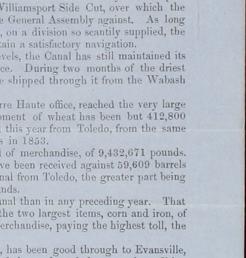 Williamsport Side Cut, over which the
General Assembly against. As long
, on a division so scantily supplied, the
tain a satisfactory navigation.
evels, the Canal has still maintained its
ce. During two months of the driest
e shipped through it from the Wabash
rre Haute office, reached the very large
pment of wheat has been but 412,800
this year from Toledo, from the same
s in 1853.
l of merchandise, of 9,432,671 pounds.
ve been received against 59,609 barrels
nal from Toledo, the greater part being
nds.
anal than in any preceding year. That
the two largest items, corn and iron, of
erchandise, paying the highest toll, the
, has been good through to Evansville,